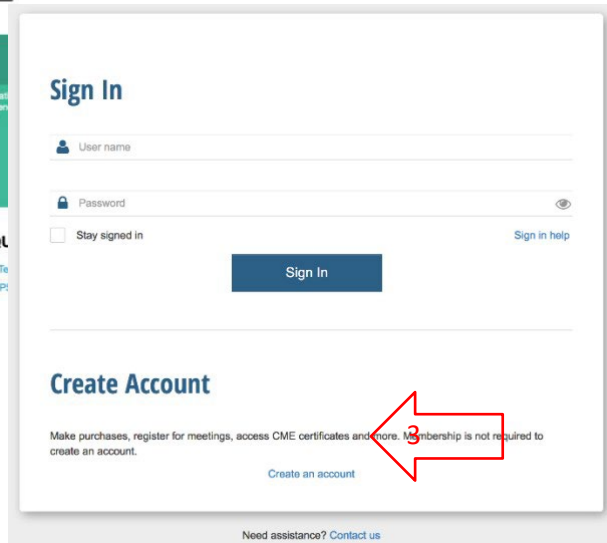 Sign In
User name
Password
Stay signed in
Sign in help
Sign In
Create Account
Make purchases, register for meetings, access CME certificates and more. Membership is not required to
create an account.
3
Create an account
Need assistance? Contact us